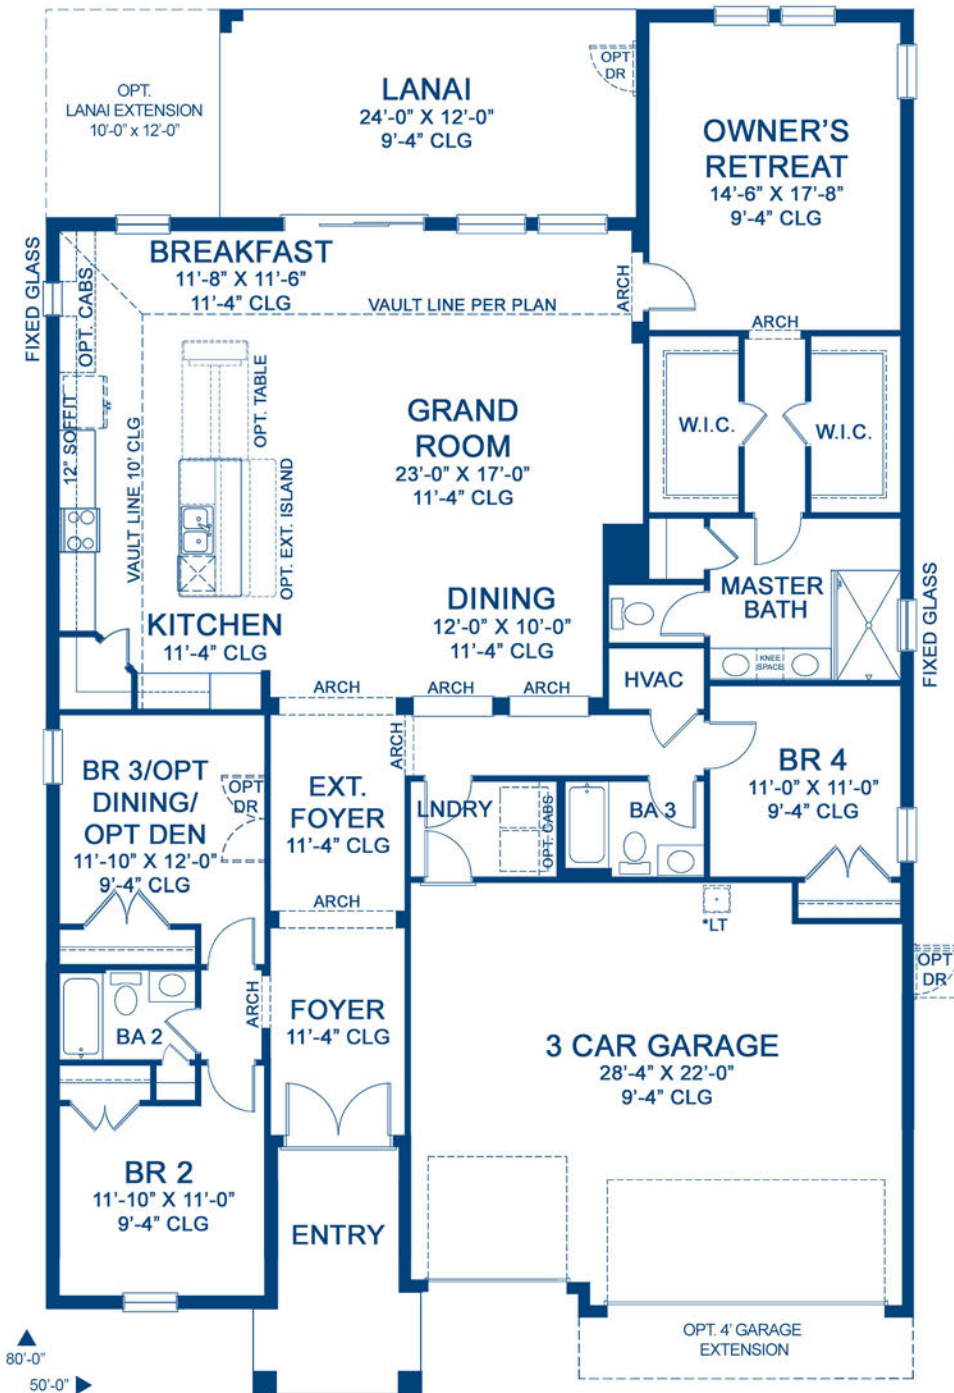 OPT.
LANAI EXTENSION
10'-0" x 12'-0"
LANAI
24'-0" X 12'-0"
9'-4" CLG
OPT
DR
OWNER'S
RETREAT
14'-6" X 17'-8"
9'-4" CLG
FIXED GLASS
OPT. CABS
BREAKFAST
11'-8" X 11'-6"
11'-4" CLG
VAULT LINE PER PLAN
ARCH
ARCH
12" SOFFIT
VAULT LINE 10' CLG
OPT. TABLE
OPT. EXT. ISLAND
GRAND
ROOM
23'-0" X 17'-0"
11'-4" CLG
W.I.C.
W.I.C.
KITCHEN
11'-4" CLG
DINING
12'-0" X 10'-0"
11'-4" CLG
MASTER
BATH
KNEE
SPACE
FIXED GLASS
HVAC
ARCH
ARCH
ARCH
ARCH
BR 3/OPT
DINING/
OPT DEN
11'-10" X 12'-0"
9'-4" CLG
OPT
DR
EXT.
FOYER
11'-4" CLG
LNDRY
OPT. CABS
BA 3
BR 4
11'-0" X 11'-0"
9'-4" CLG
ARCH
*LT
OPT
DR
BA 2
ARCH
FOYER
11'-4" CLG
3 CAR GARAGE
28'-4" X 22'-0"
9'-4" CLG
BR 2
11'-10" X 11'-0"
9'-4" CLG
ENTRY
OPT. 4' GARAGE
EXTENSION
80'-0"
50'-0"